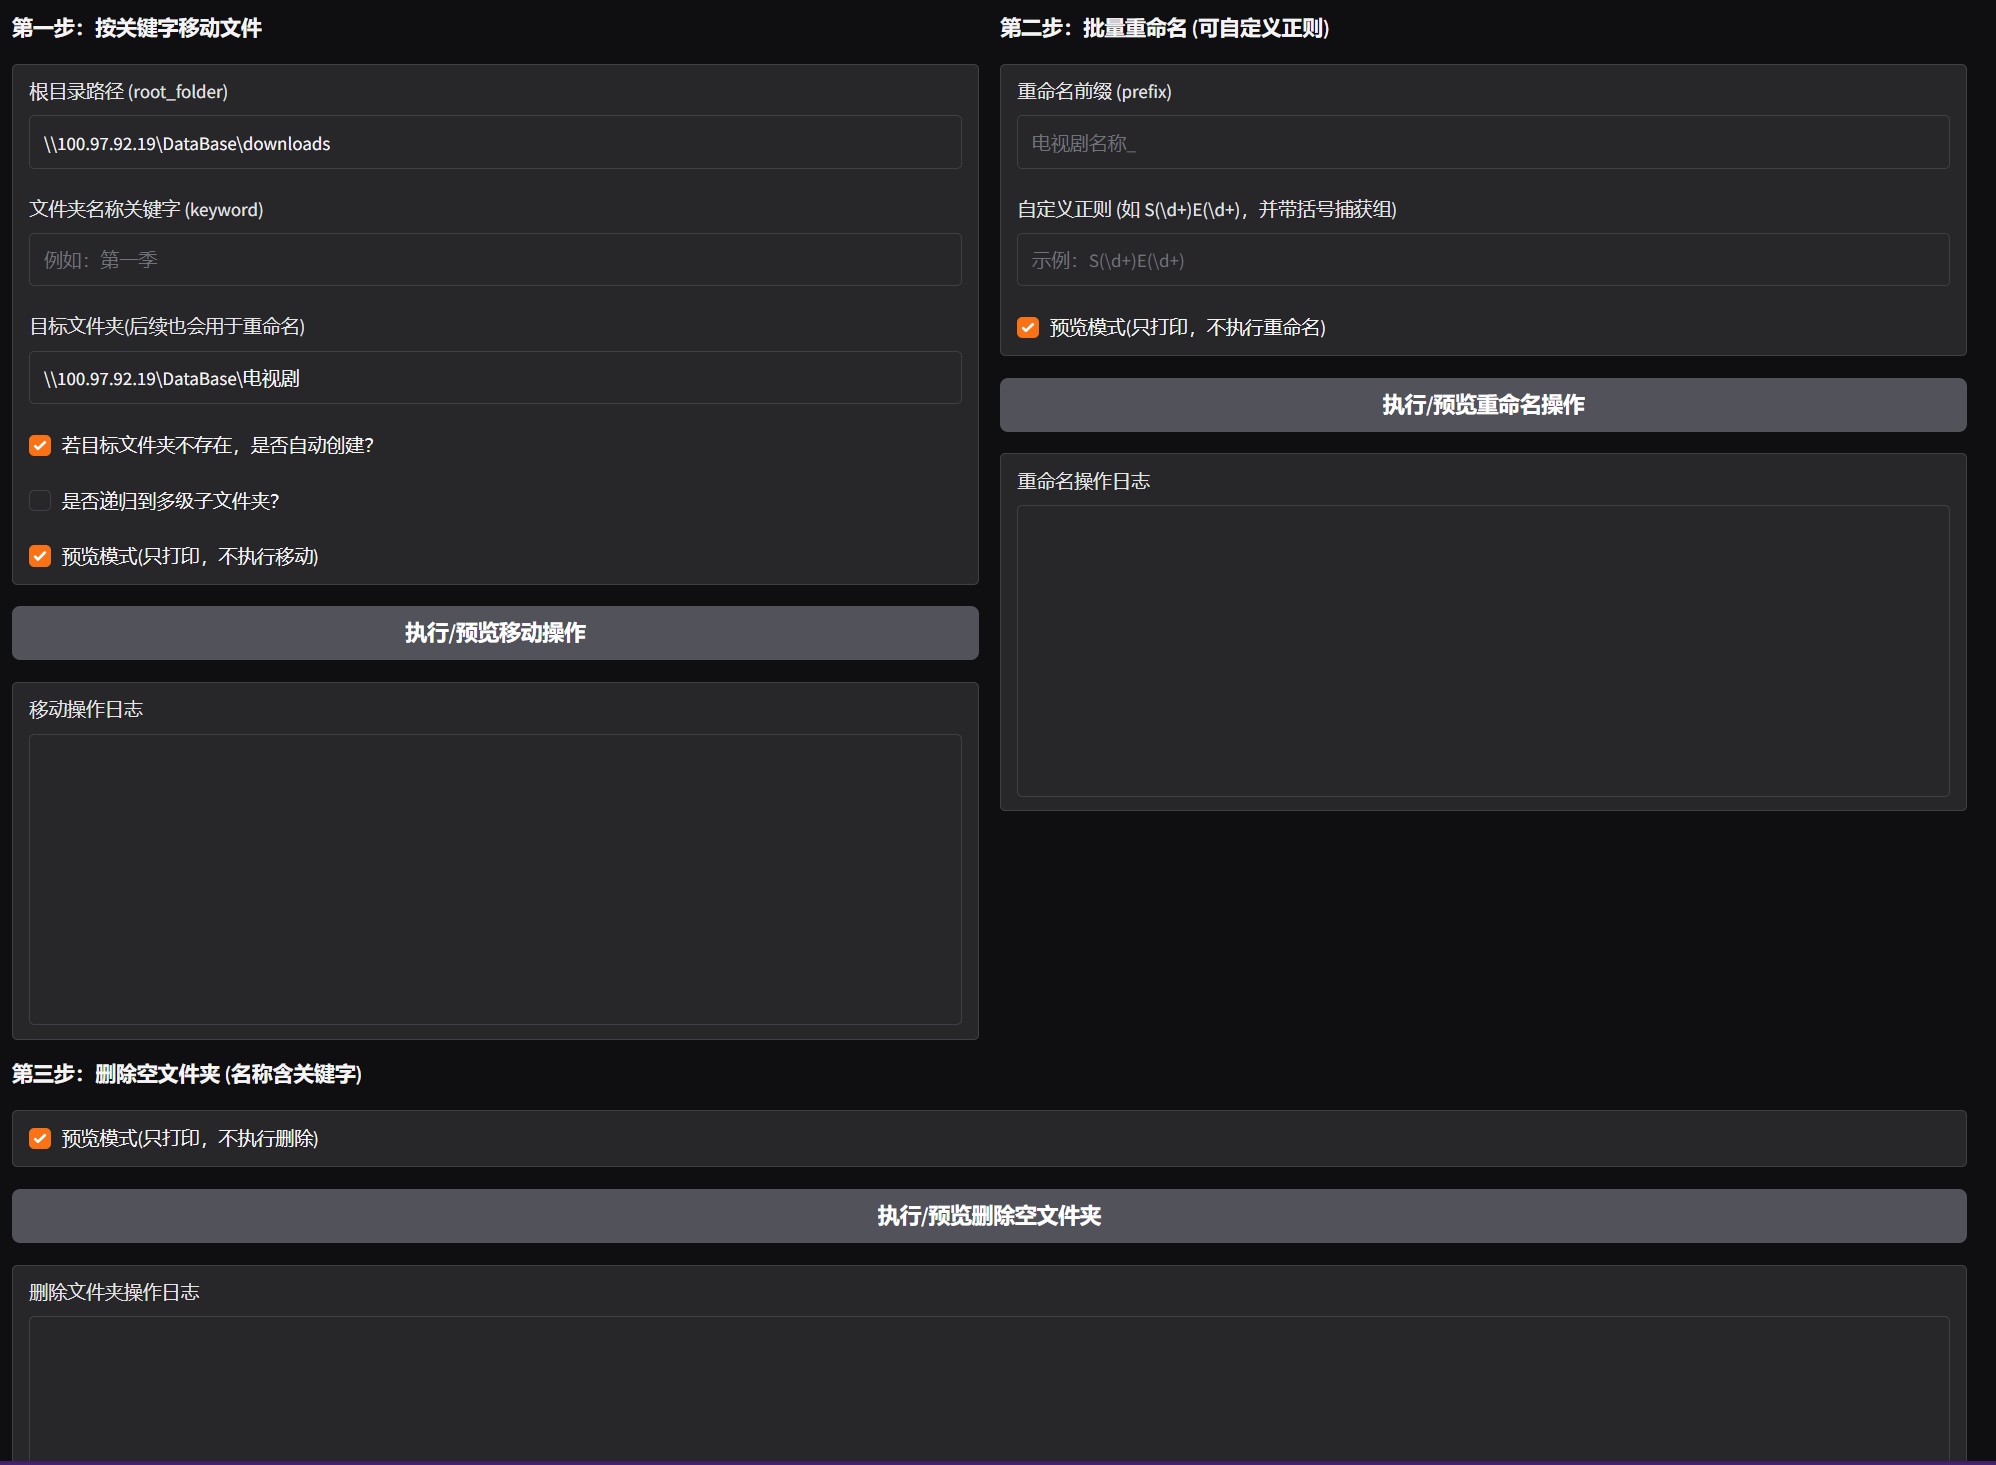 第一步：按关键字移动文件
根目录路径 (root_folder)
\\100.97.92.19\DataBase\downloads
文件夹名称关键字 (keyword)
例如：第一季
目标文件夹(后续也会用于重命名)
\\100.97.92.19\DataBase\电视剧
若目标文件夹不存在，是否自动创建?
是否递归到多级子文件夹?
预览模式(只打印，不执行移动)
执行/预览移动操作
移动操作日志
第二步：批量重命名 (可自定义正则)
重命名前缀 (prefix)
电视剧名称_
自定义正则 (如 S(\d+)E(\d+)，并带括号捕获组)
示例：S(\d+)E(\d+)
预览模式(只打印，不执行重命名)
执行/预览重命名操作
重命名操作日志
第三步：删除空文件夹 (名称含关键字)
预览模式(只打印，不执行删除)
执行/预览删除空文件夹
删除文件夹操作日志